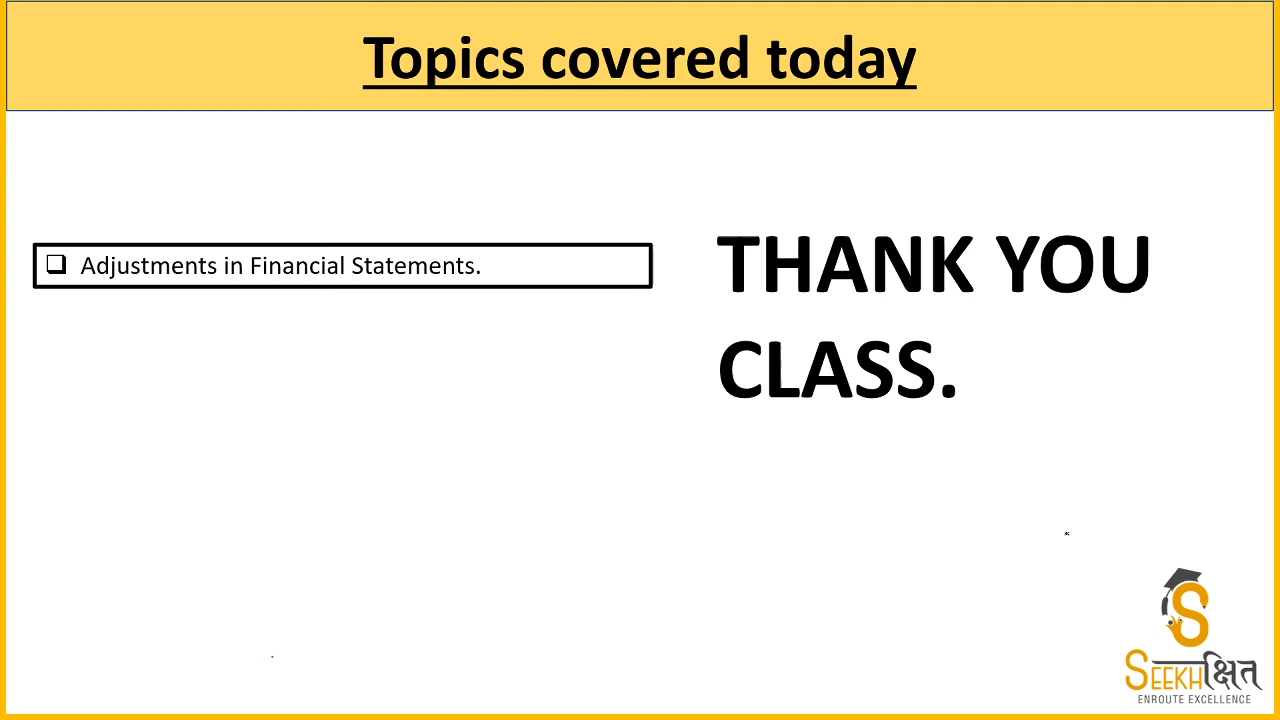 Topics covered today
Adjustments in Financial Statements.
THANK YOU
CLASS.
SEEKHक्षित
ENROUTE EXCELLENCE